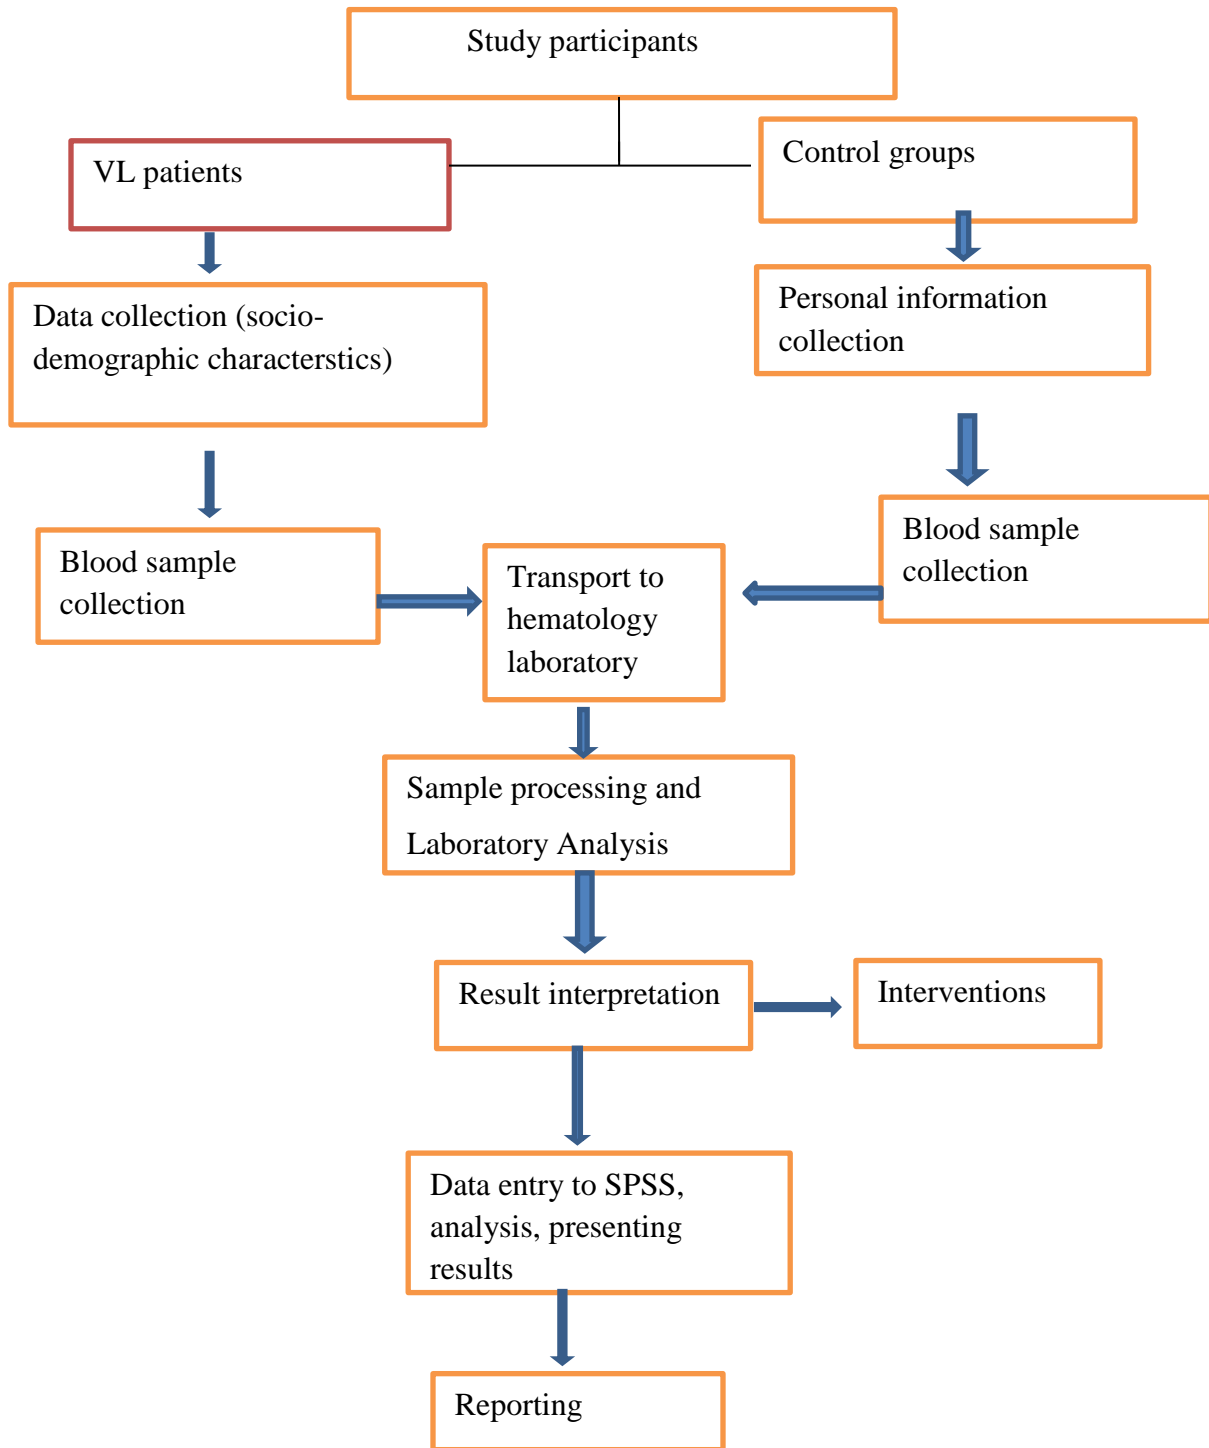 Study participants
VL patients
Control groups
Data collection (socio-
demographic characterstics)
Personal information
collection
Blood sample
collection
Transport to
hematology
laboratory
Blood sample
collection
Sample processing and
Laboratory Analysis
Result interpretation
Interventions
Data entry to SPSS,
analysis, presenting
results
Reporting